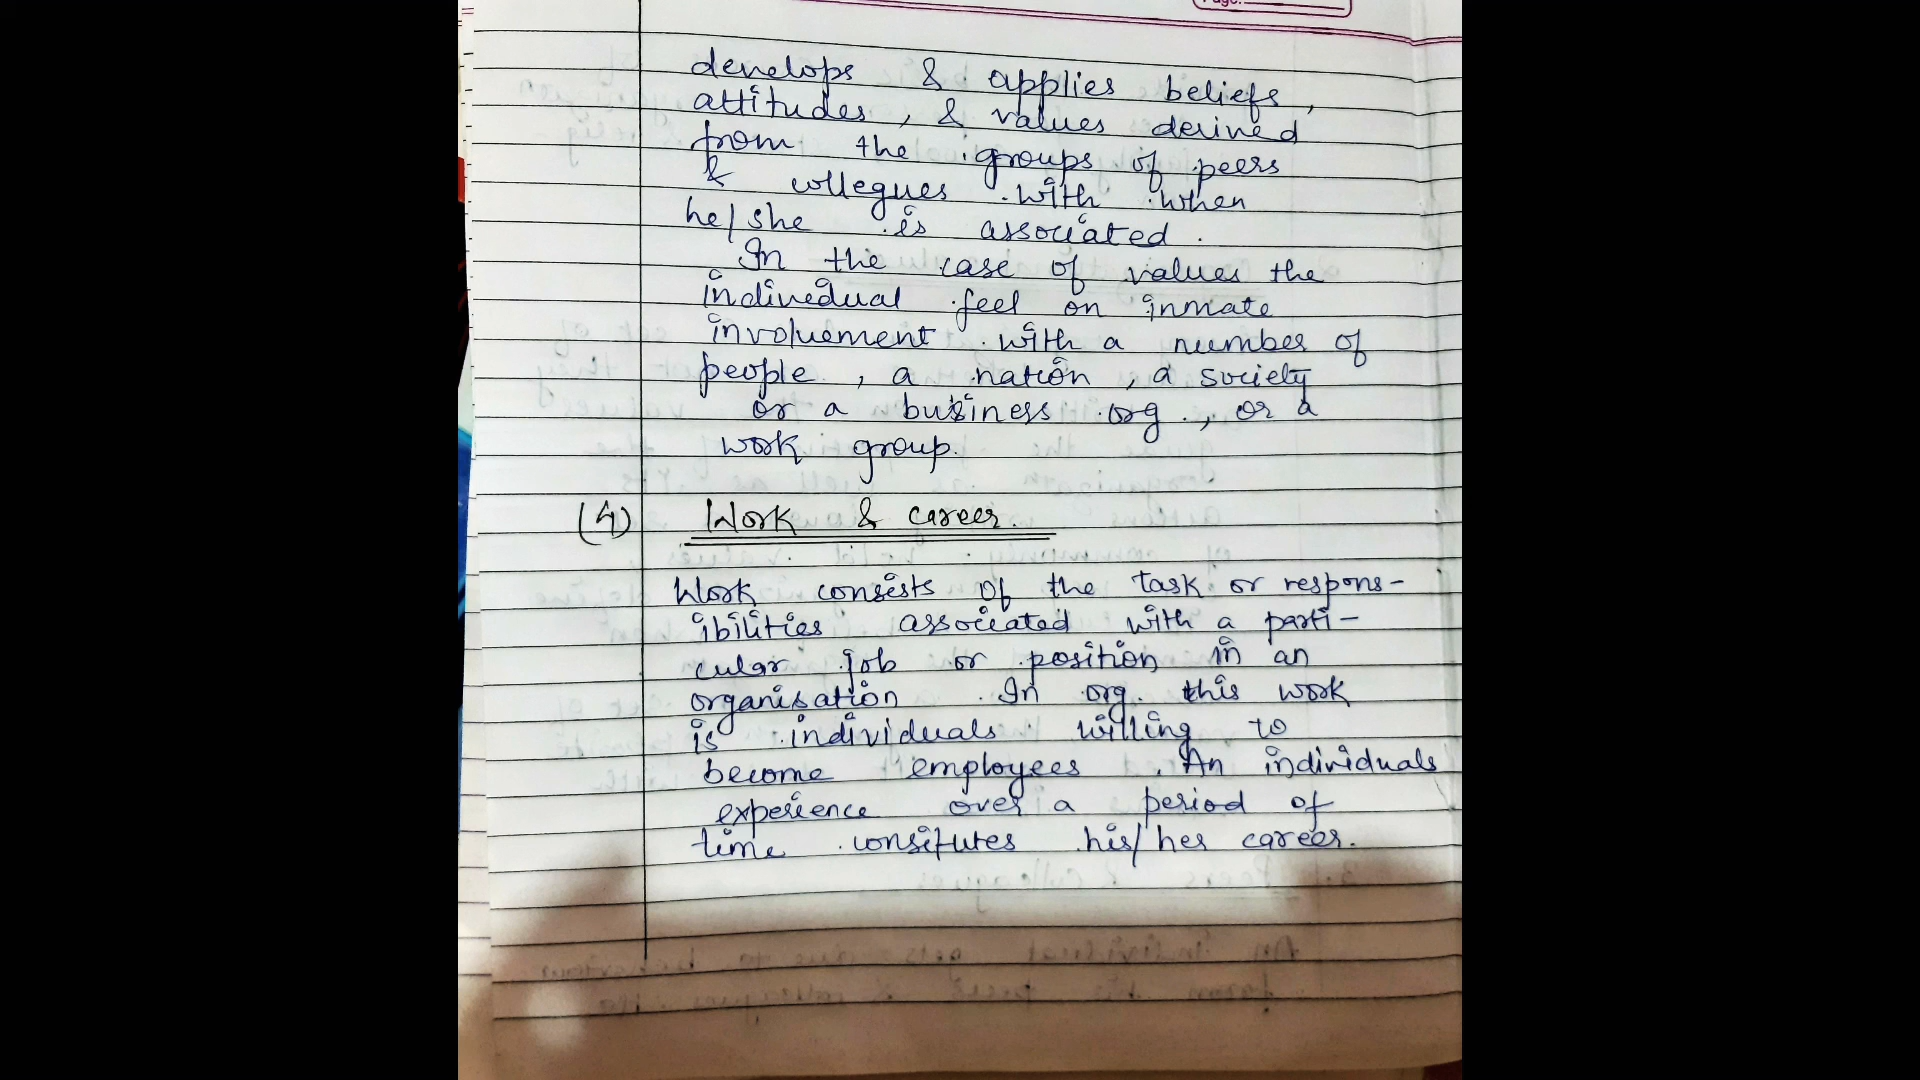 Page:
develops & applies beliefs,
attitudes, & values derived
from the groups of peers
& collegues with when
he/she is associated.
In the case of values the
individual feel on inmate
involvement with a number of
people, a nation, a society
or a business org., or a
work group.
(4) Work & career.
Work consists of the task or respons-
ibilities associated with a parti-
cular job or position in an
organisation. In org. this work
is individuals willing to
become employees. An individuals
experience over a period of
time consitutes his/her career.